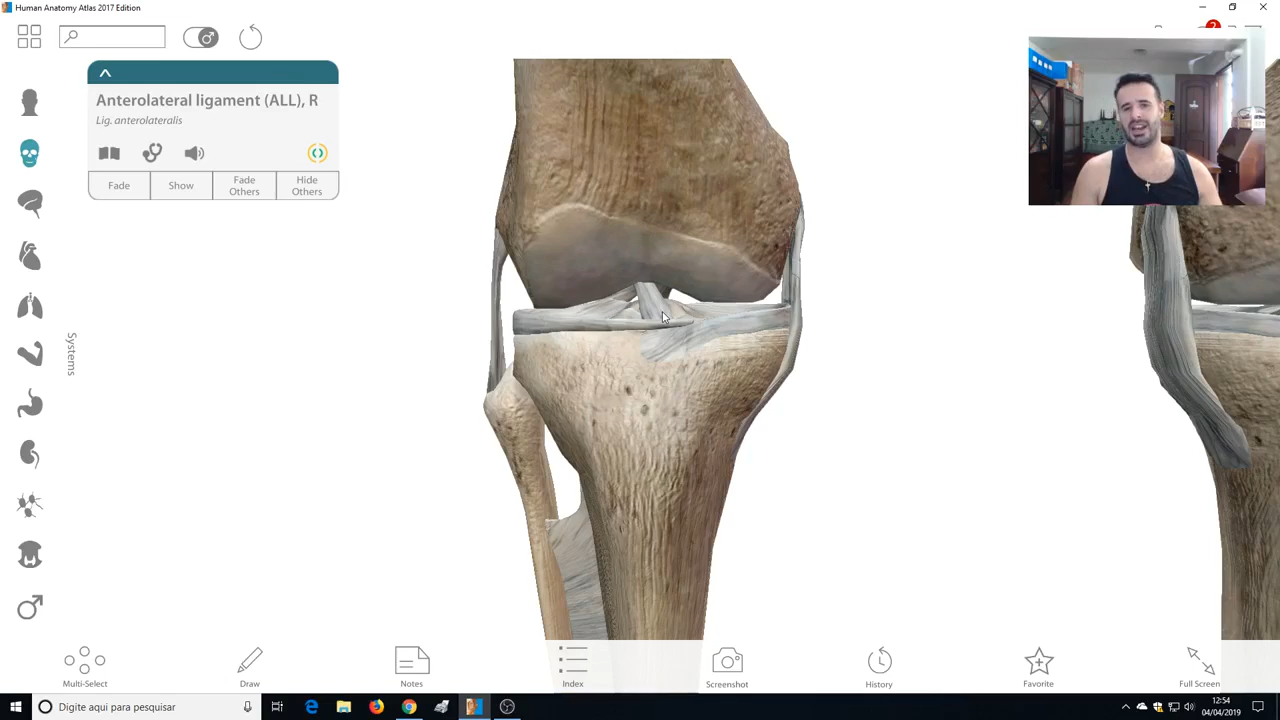 Human Anatomy Atlas 2017 Edition
2
Anterolateral ligament (ALL), R
Lig. anterolateralis
Fade
Show
Fade Others
Hide Others
Systems
Multi-Select
Draw
Notes
Index
Screenshot
History
Favorite
Full Screen
Digite aqui para pesquisar
12:54
04/04/2019